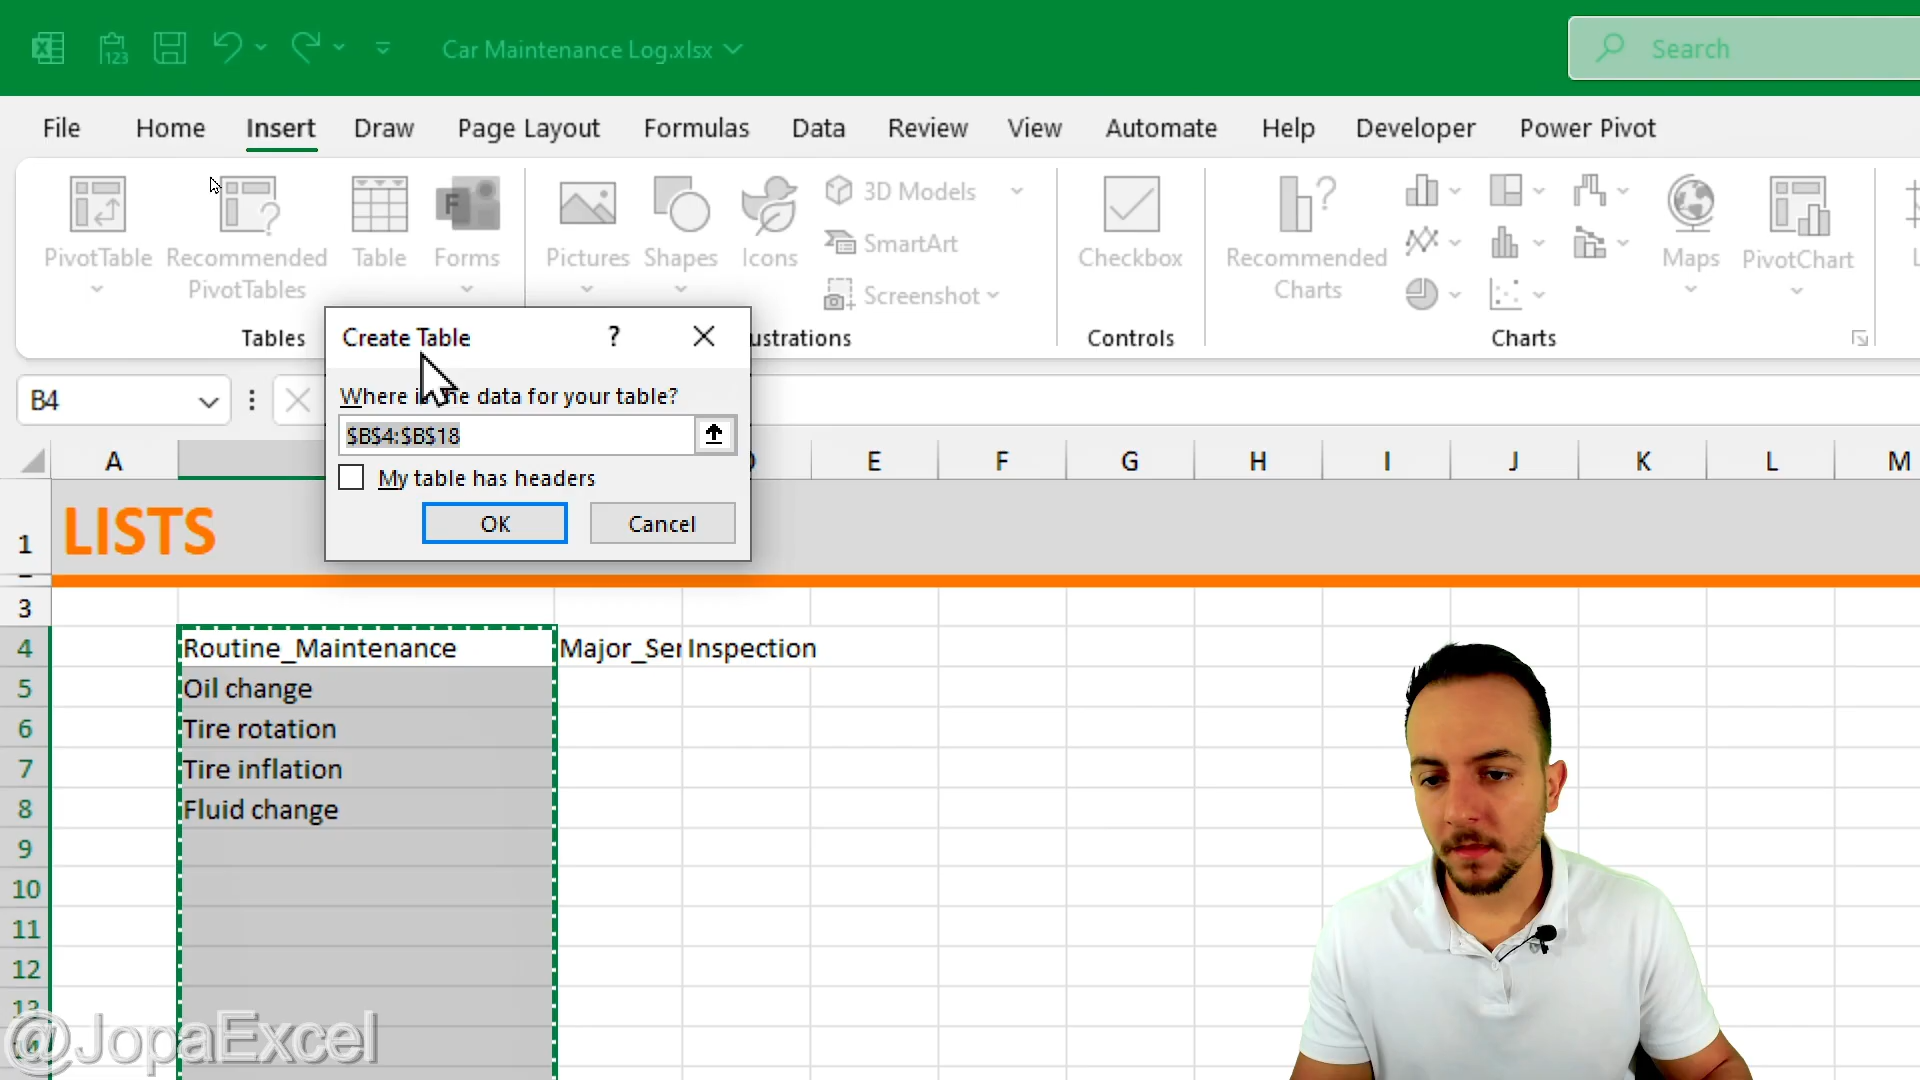 123
Car Maintenance Log.xlsx
Search
File Home Insert Draw Page Layout Formulas Data Review View Automate Help Developer Power Pivot
PivotTable
Recommended PivotTables
Table
Forms
Tables
Pictures
Shapes
Icons
3D Models
SmartArt
Screenshot
ustrations
Checkbox
Controls
Recommended Charts
Maps
PivotChart
Charts
Create Table ?
Where is the data for your table?
$B$4:$B$18
My table has headers
OK Cancel
B4
A E F G H I J K L M
1 LISTS
3
4 Routine_Maintenance Major_Ser Inspection
5 Oil change
6 Tire rotation
7 Tire inflation
8 Fluid change
9
10
11
12
13
14
@JopaExcel